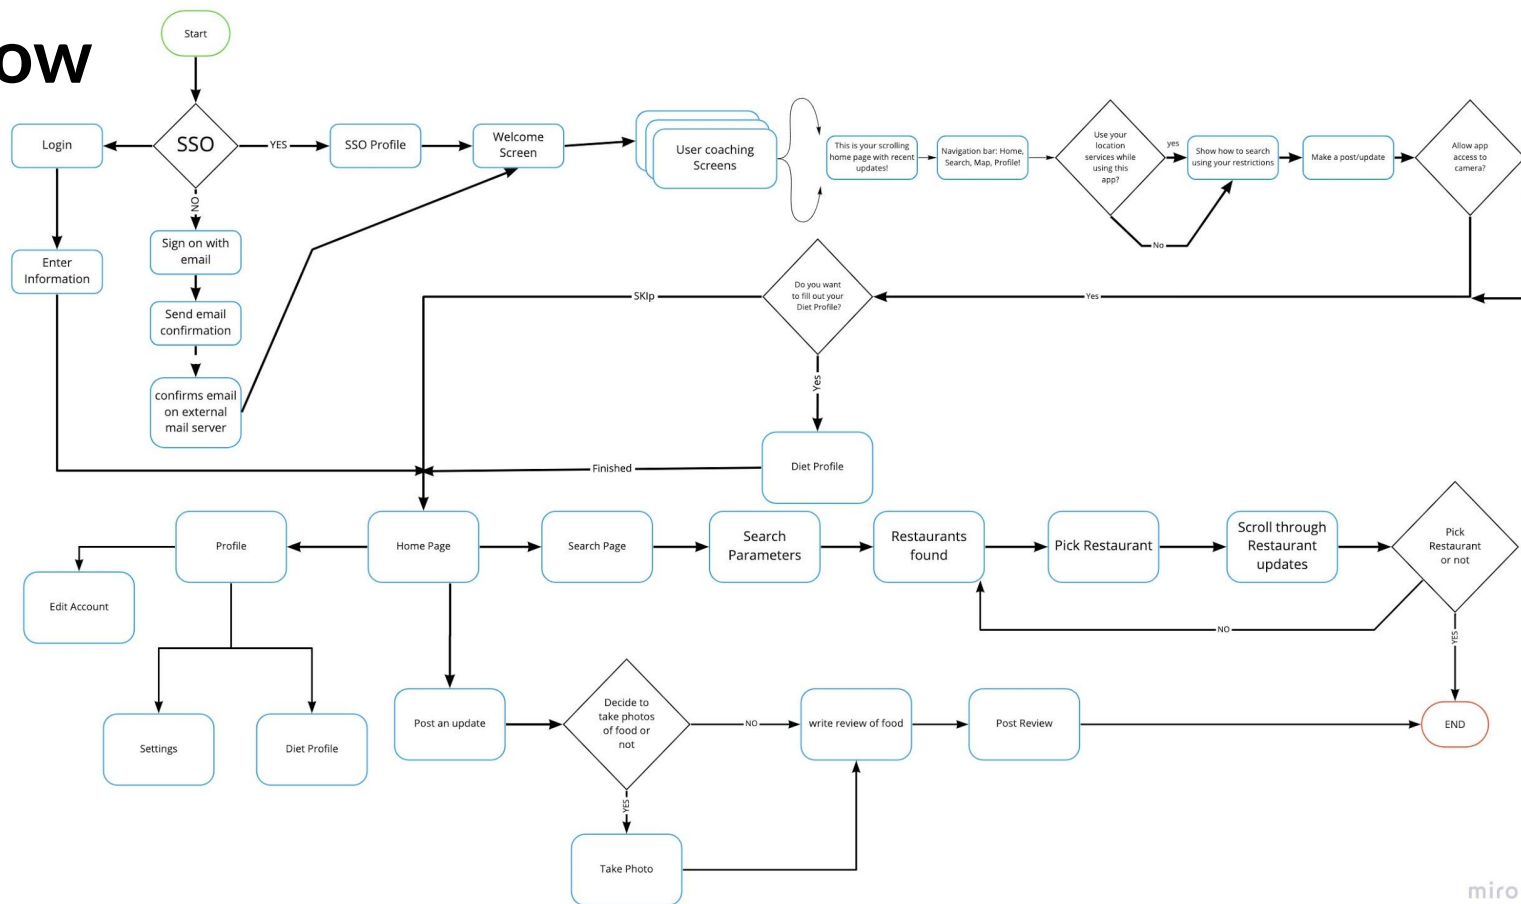 ow
Start
SSO
Login
YES
SSO Profile
Welcome
Screen
User coaching
Screens
This is your scrolling
home page with recent
updates!
Navigation bar: Home,
Search, Map, Profile!
Use your
location
services while
using this
app?
yes
No
Show how to search
using your restrictions
Make a post/update
Allow app
access to
camera?
NO
Sign on with
email
Send email
confirmation
confirms email
on external
mail server
Enter
Information
Do you want
to fill out your
Diet Profile?
SKIp
Yes
Yes
Diet Profile
Finished
Profile
Home Page
Search Page
Search
Parameters
Restaurants
found
Pick Restaurant
Scroll through
Restaurant
updates
Pick
Restaurant
or not
NO
YES
Edit Account
Settings
Diet Profile
Post an update
Decide to
take photos
of food or
not
NO
write review of food
Post Review
END
YES
Take Photo
miro